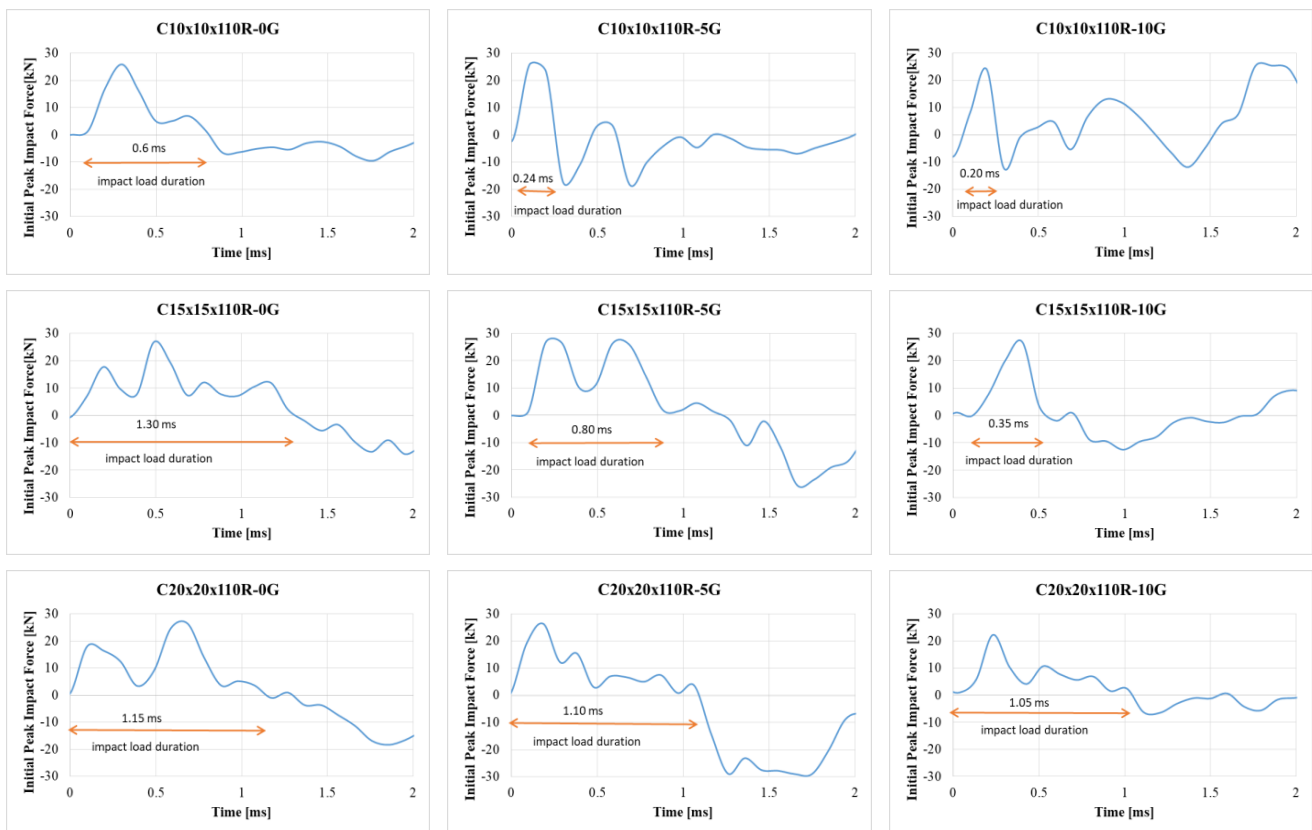 C10x10x110R-0G
Initial Peak Impact Force[kN]
30
20
10
0
-10
-20
-30
0.6 ms
impact load duration
0
0.5
1
1.5
2
Time [ms]
C10x10x110R-5G
Initial Peak Impact Force[kN]
30
20
10
0
-10
-20
-30
0.24 ms
impact load duration
0
0.5
1
1.5
2
Time [ms]
C10x10x110R-10G
Initial Peak Impact Force[kN]
30
20
10
0
-10
-20
-30
0.20 ms
impact load duration
0
0.5
1
1.5
2
Time [ms]
C15x15x110R-0G
Initial Peak Impact Force [kN]
30
20
10
0
-10
-20
-30
1.30 ms
impact load duration
0
0.5
1
1.5
2
Time [ms]
C15x15x110R-5G
Initial Peak Impact Force [kN]
30
20
10
0
-10
-20
-30
0.80 ms
impact load duration
0
0.5
1
1.5
2
Time [ms]
C15x15x110R-10G
Initial Peak Impect Force [kN]
30
20
10
0
-10
-20
-30
0.35 ms
impact load duration
0
0.5
1
1.5
2
Time [ms]
C20x20x110R-0G
Initial Peak Impact Force [kN]
30
20
10
0
-10
-20
-30
1.15 ms
impact load duration
0
0.5
1
1.5
2
Time [ms]
C20x20x110R-5G
Initial Peak Impact Force [kN]
30
20
10
0
-10
-20
-30
1.10 ms
impact load duration
0
0.5
1
1.5
2
Time [ms]
C20x20x110R-10G
Initial Peak Impact Force [kN]
30
20
10
0
-10
-20
-30
1.05 ms
impact load duration
0
0.5
1
1.5
2
Time [ms]